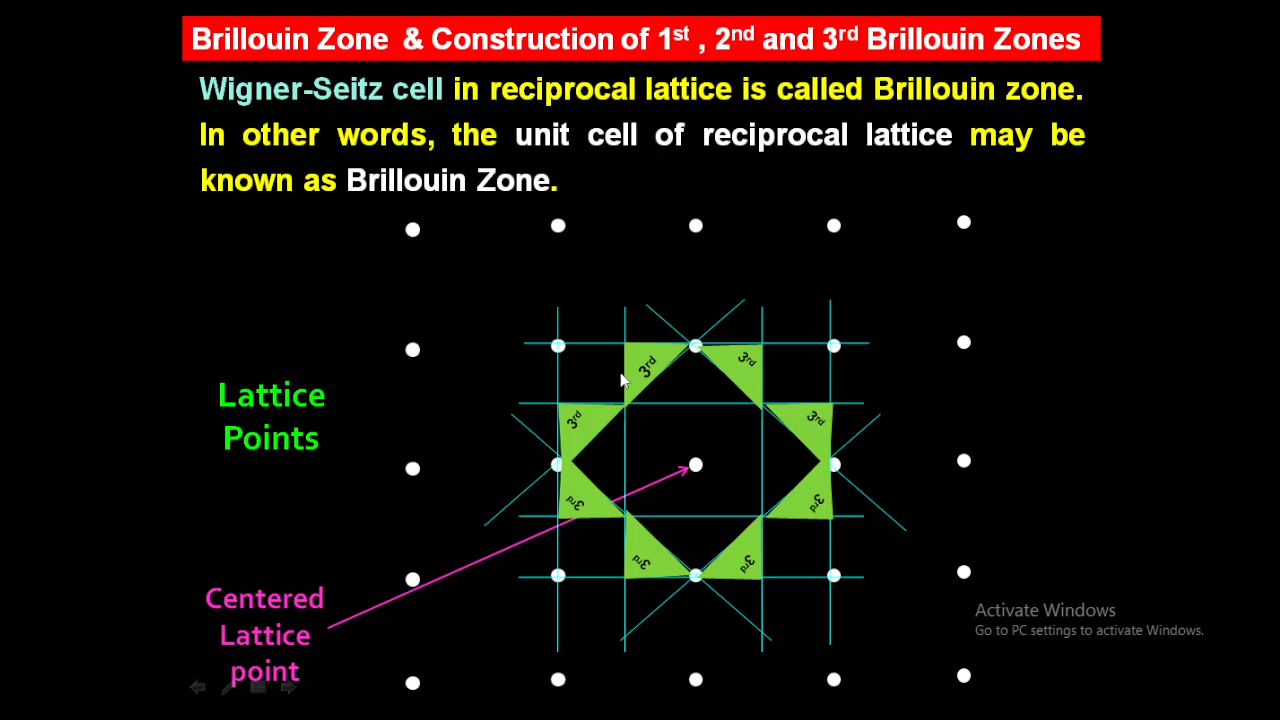 Brillouin Zone & Construction of 1st , 2nd and 3rd Brillouin Zones
Wigner-Seitz cell in reciprocal lattice is called Brillouin zone.
In other words, the unit cell of reciprocal lattice may be
known as Brillouin Zone.
3rd
3rd
Lattice
Points
3rd
3rd
3rd
3rd
3rd
3rd
Centered
Lattice
point
Activate Windows
Go to PC settings to activate Windows.